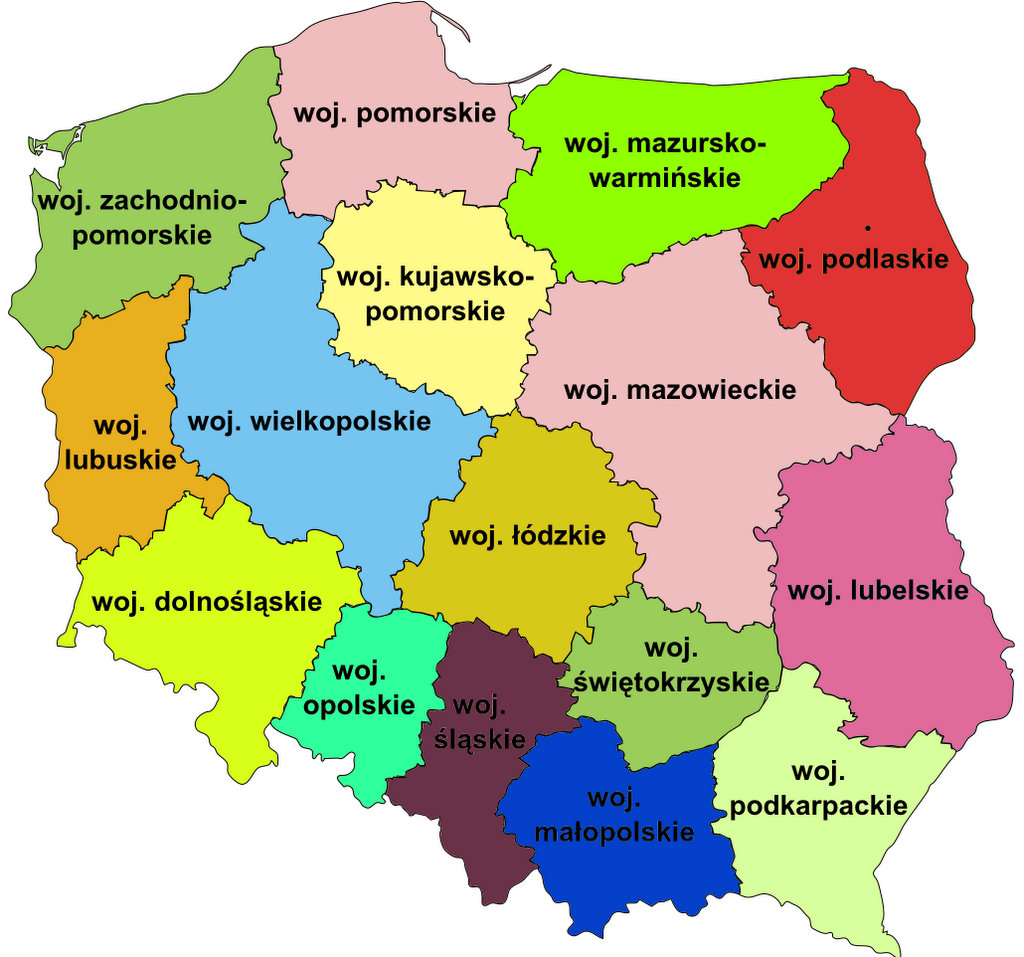 woj. pomorskie
woj. mazursko-
warmińskie
woj. zachodnio-
pomorskie
.
woj. podlaskie
woj. kujawsko-
pomorskie
woj. mazowieckie
woj.
lubuskie
woj. wielkopolskie
woj. łódzkie
woj. lubelskie
woj. dolnośląskie
woj.
opolskie
woj.
śląskie
woj.
świętokrzyskie
woj.
małopolskie
woj.
podkarpackie